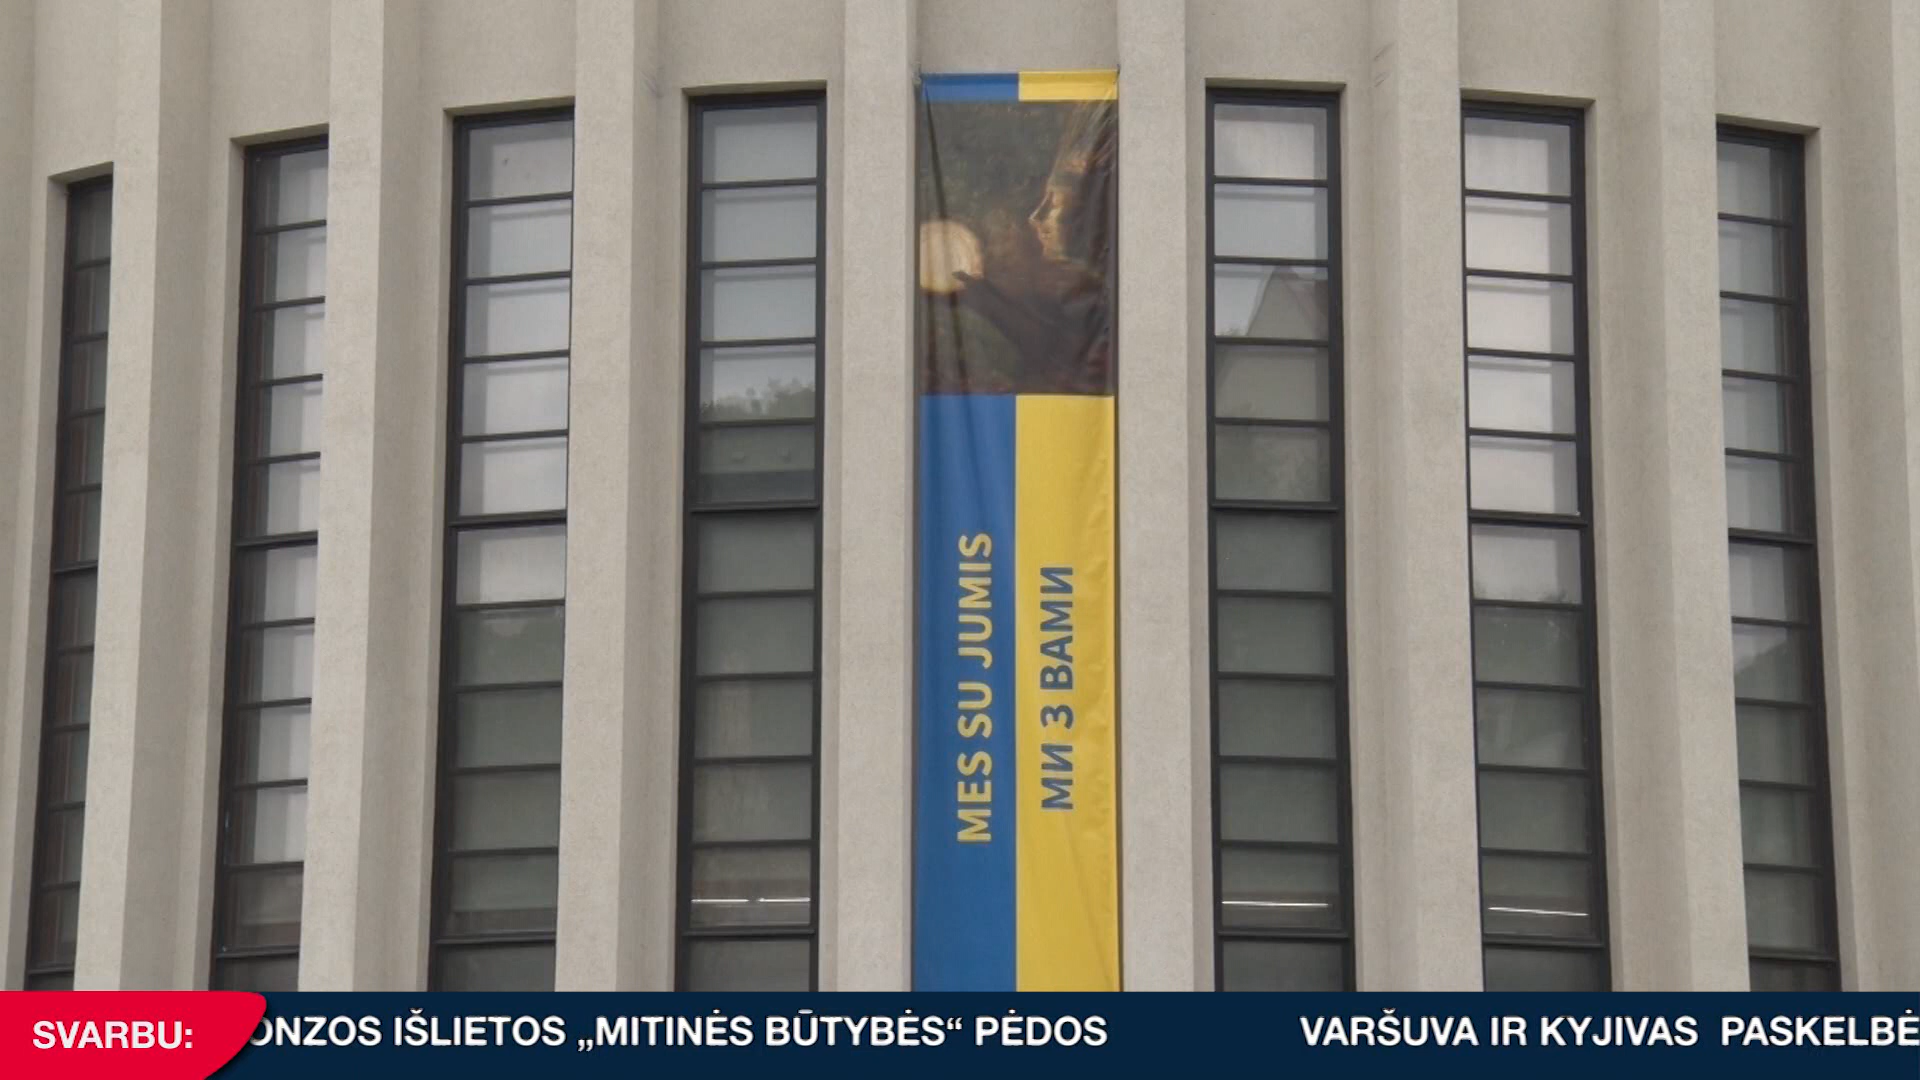 MES SU JUMIS
МИ З ВАМИ
SVARBU: ONZOS IŠLIETOS „MITINĖS BŪTYBĖS“ PĖDOS VARŠUVA IR KYJIVAS PASKELBĖ